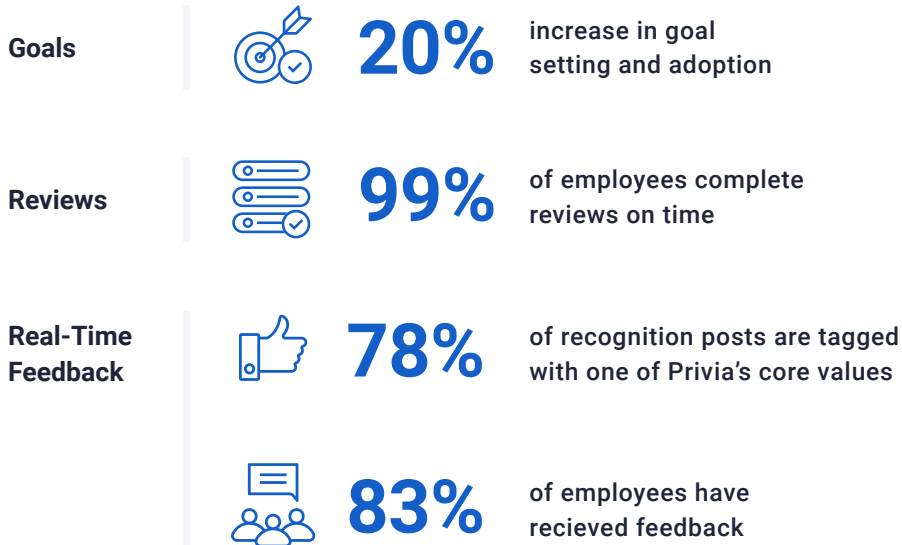 Goals
20%
increase in goal
setting and adoption
Reviews
99%
of employees complete
reviews on time
Real-Time
Feedback
78%
of recognition posts are tagged
with one of Privia’s core values
83%
of employees have
recieved feedback